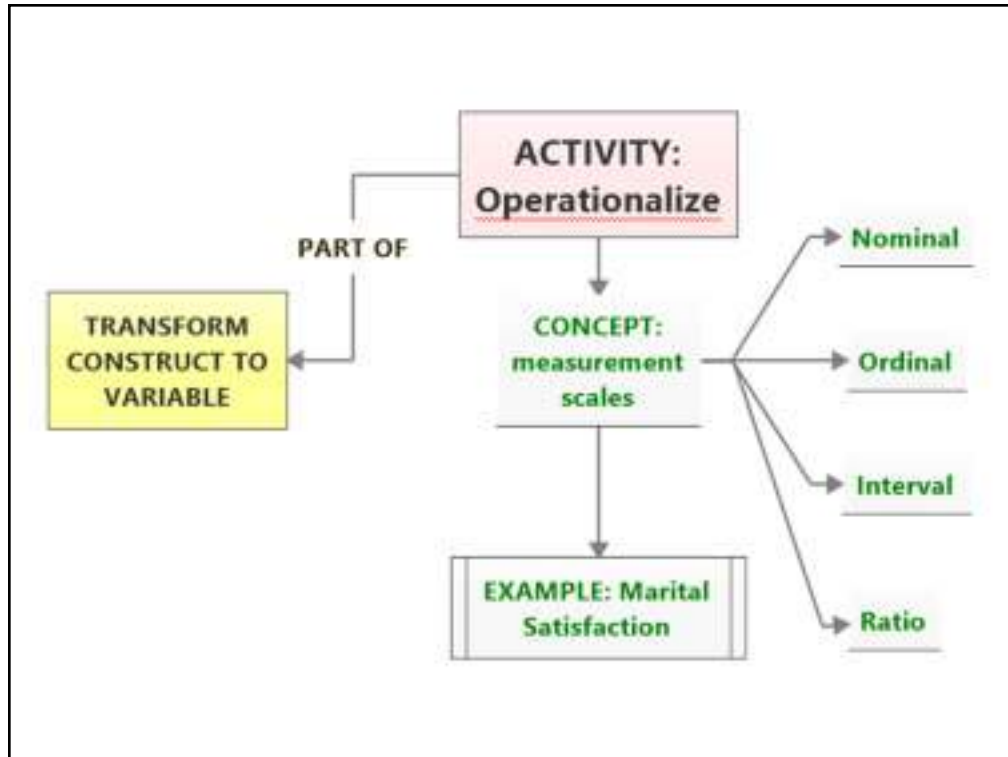 ACTIVITY:
Operationalize
PART OF
TRANSFORM
CONSTRUCT TO
VARIABLE
CONCEPT:
measurement
scales
Nominal
Ordinal
Interval
Ratio
EXAMPLE: Marital
Satisfaction